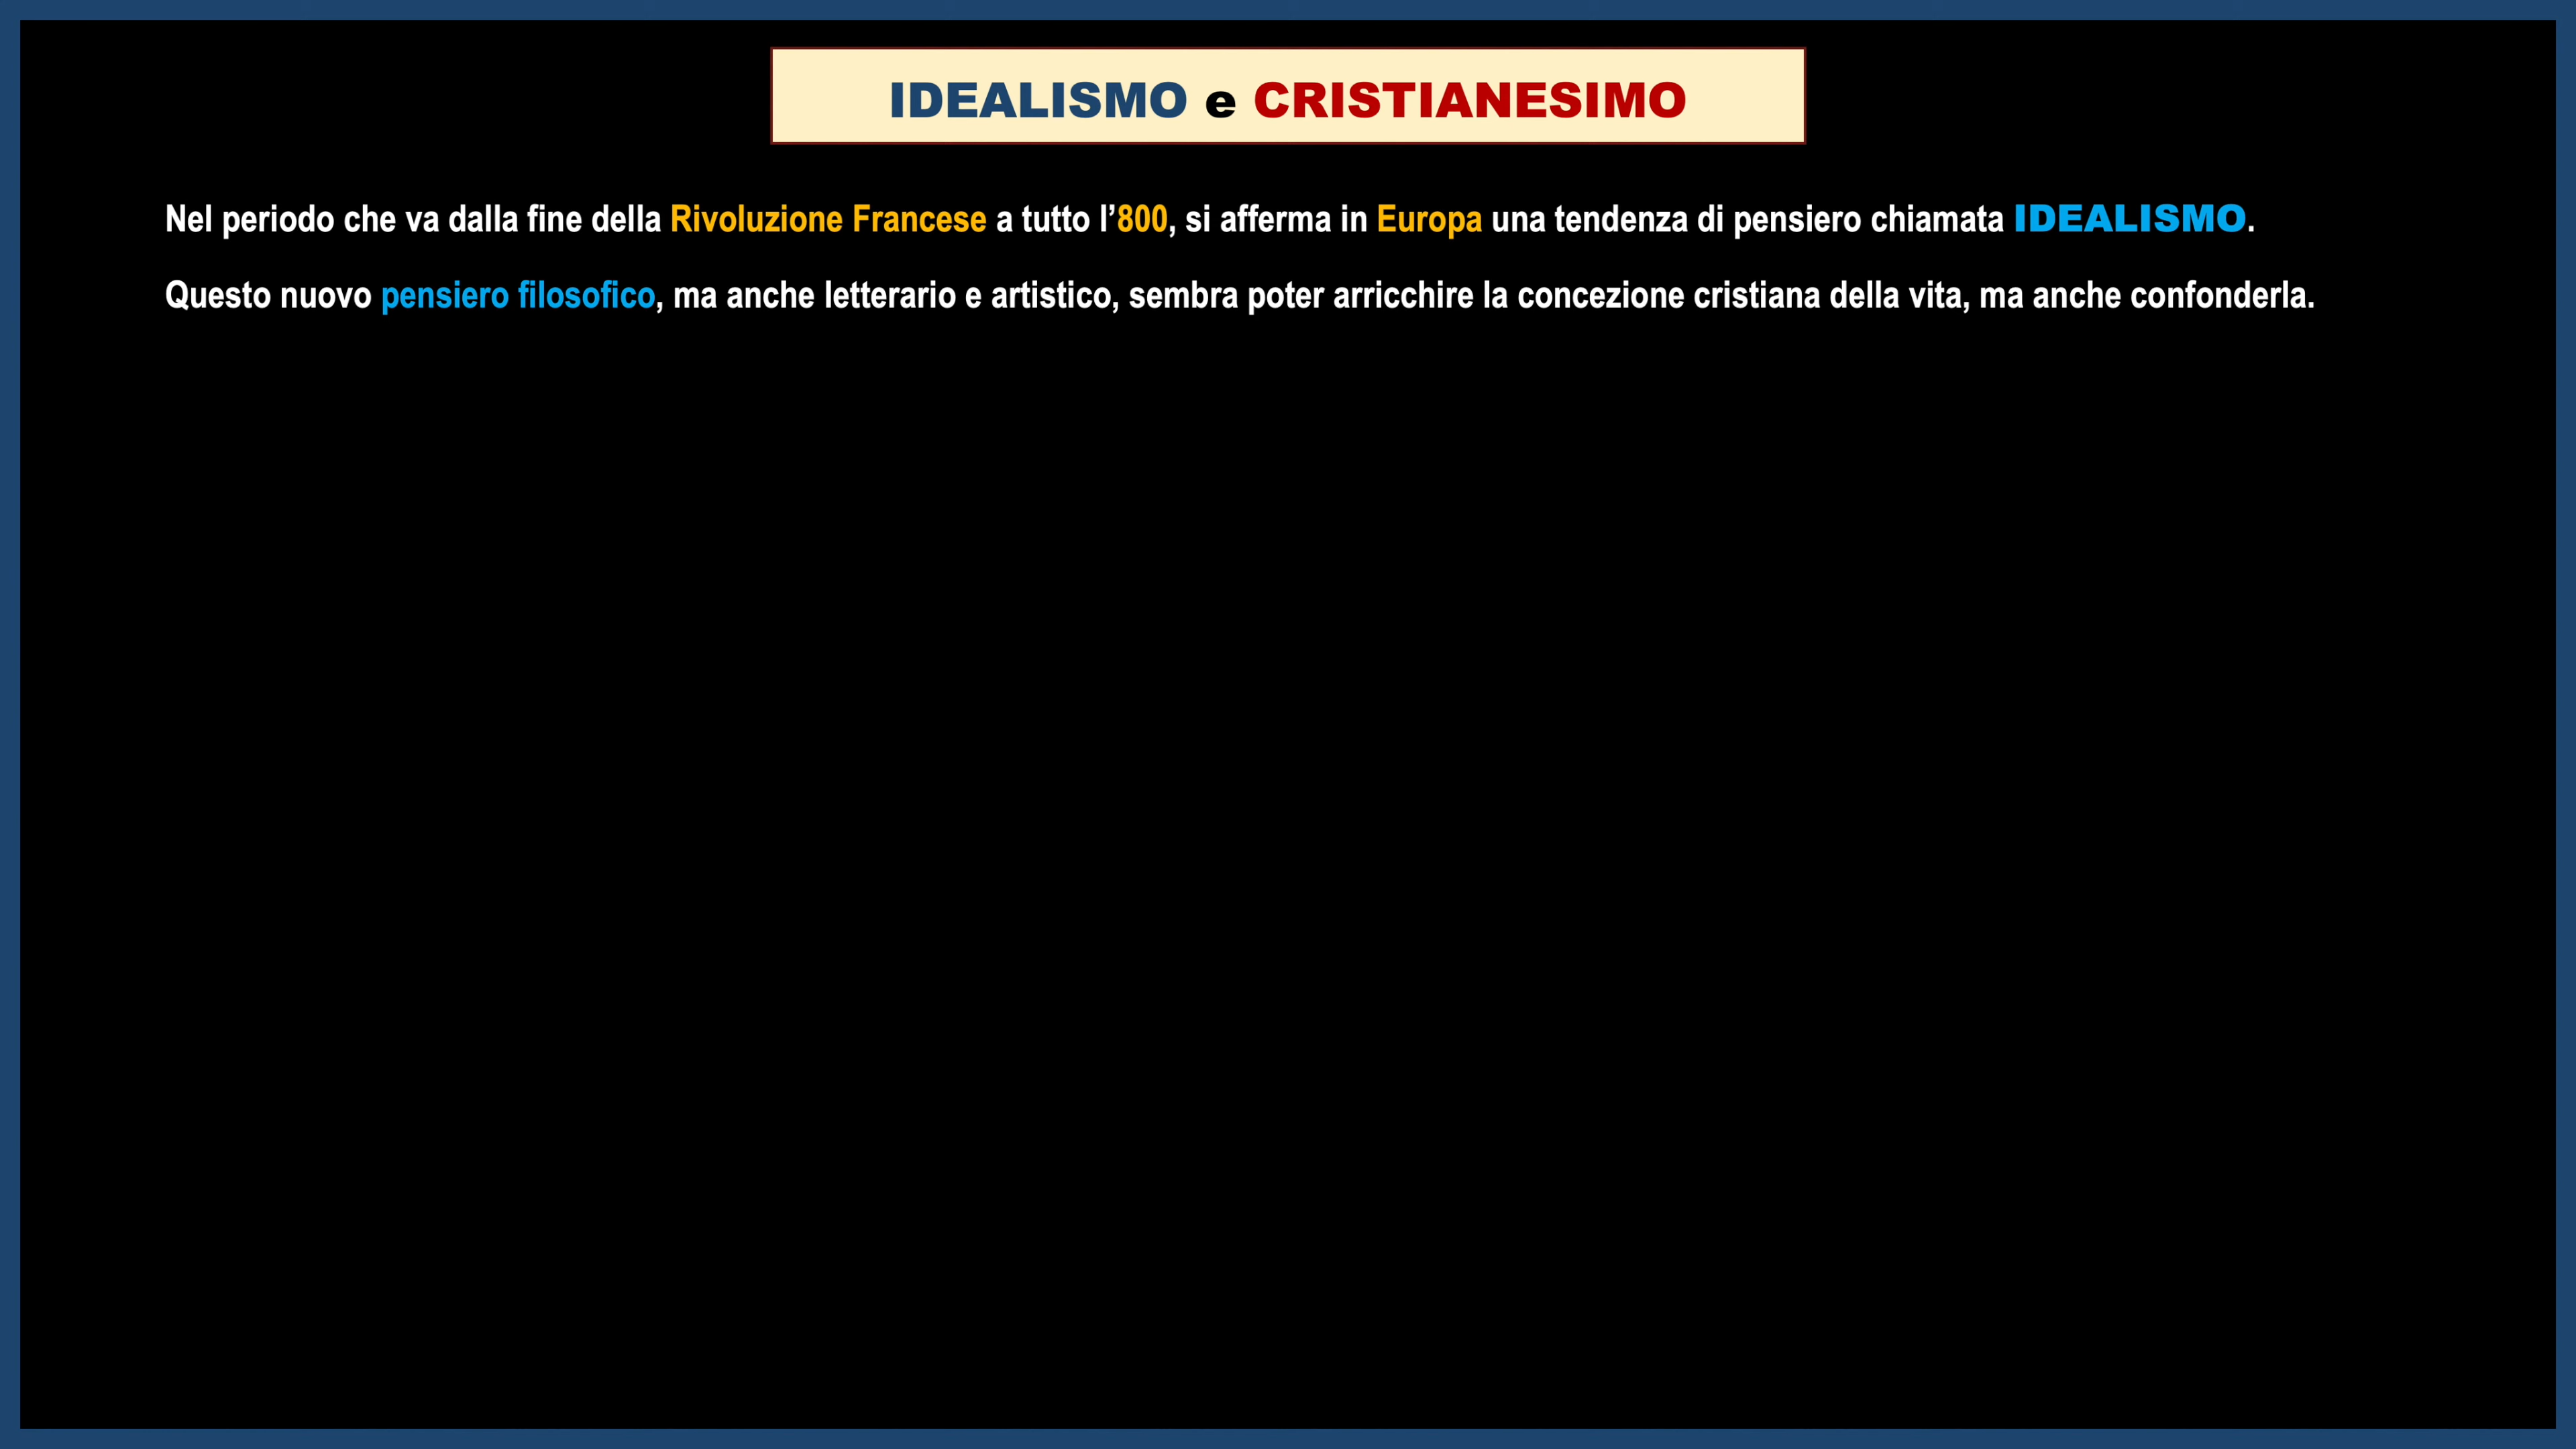 IDEALISMO e CRISTIANESIMO
Nel periodo che va dalla fine della Rivoluzione Francese a tutto l’800, si afferma in Europa una tendenza di pensiero chiamata IDEALISMO.
Questo nuovo pensiero filosofico, ma anche letterario e artistico, sembra poter arricchire la concezione cristiana della vita, ma anche confonderla.